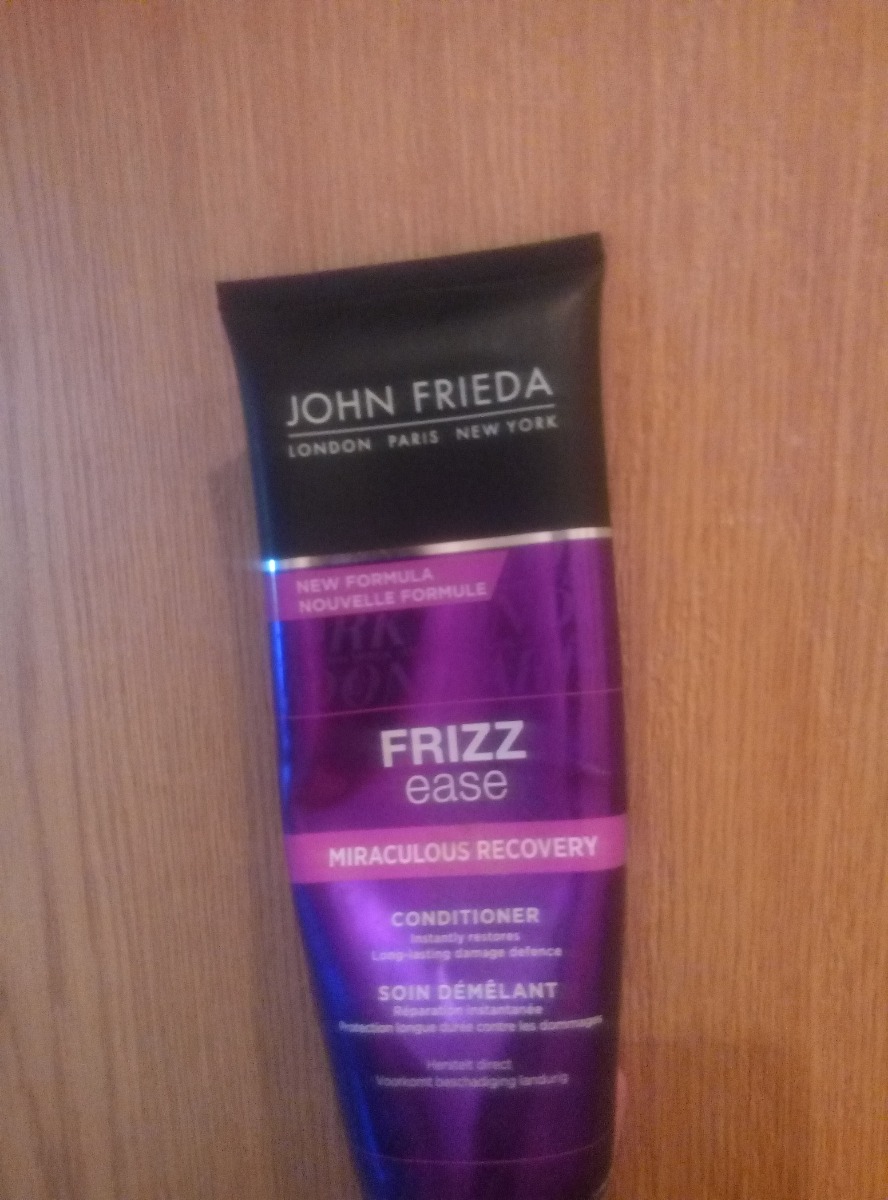 JOHN FRIEDA
LONDON PARIS NEW YORK
NEW FORMULA
NOUVELLE FORMULE
FRIZZ
ease
MIRACULOUS RECOVERY
CONDITIONER
Instantly restores
Long-lasting damage defence
SOIN DÉMÊLANT
Réparation instantanée
Protection longue durée contre les dommages
Herstelt direct
Voorkomt beschadiging landurig